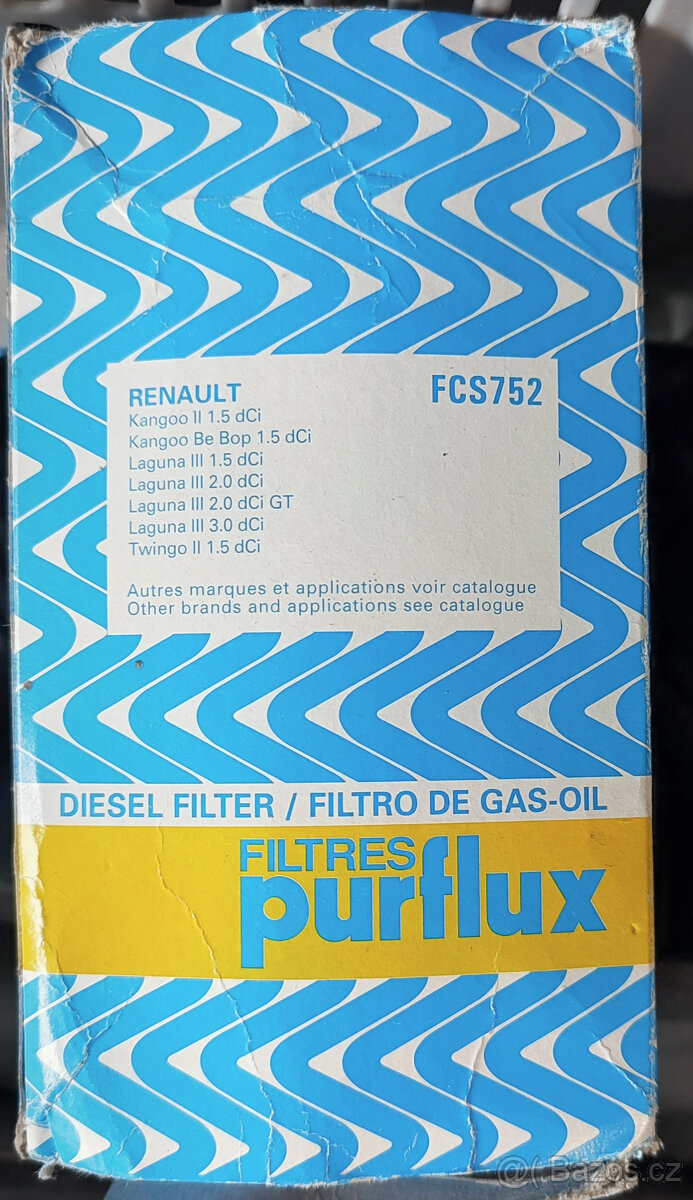 RENAULT FCS752
Kangoo II 1.5 dCi
Kangoo Be Bop 1.5 dCi
Laguna III 1.5 dCi
Laguna III 2.0 dCi
Laguna III 2.0 dCi GT
Laguna III 3.0 dCi
Twingo II 1.5 dCi
Autres marques et applications voir catalogue
Other brands and applications see catalogue
DIESEL FILTER / FILTRO DE GAS-OIL
FILTRES
purflux
@( Bazos.cz